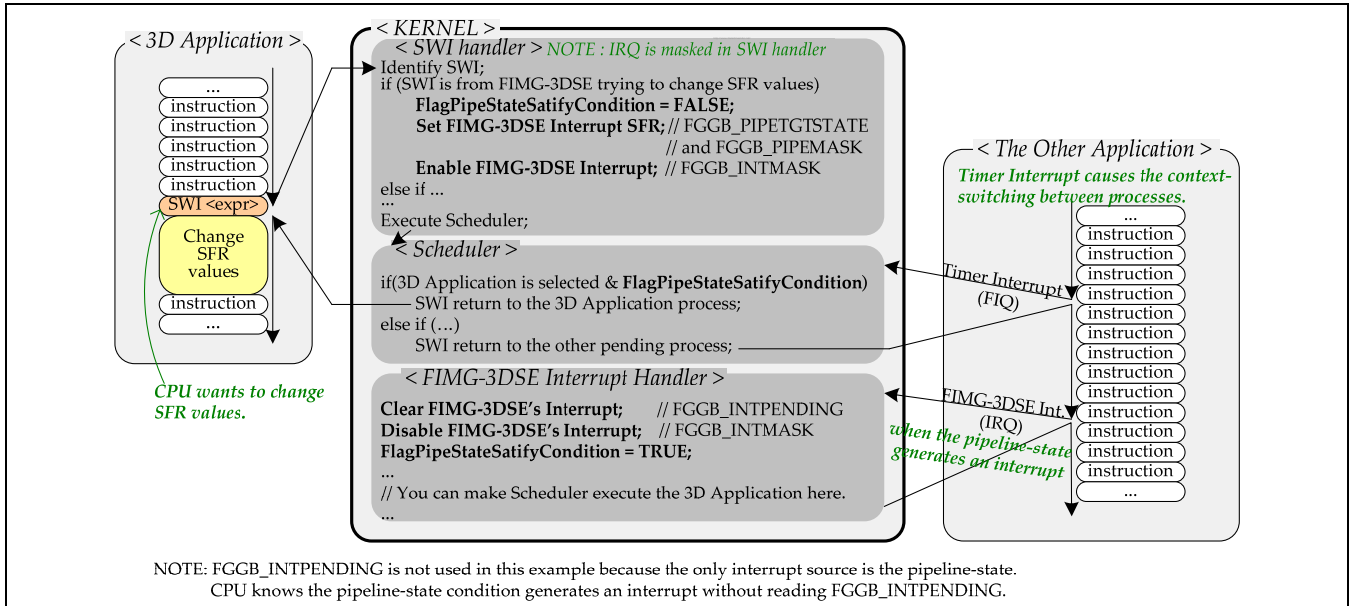 < 3D Application >
...
instruction
instruction
instruction
instruction
instruction
SWI <expr>
Change
SFR
values
instruction
...
CPU wants to change
SFR values.
< KERNEL >
< SWI handler > NOTE : IRQ is masked in SWI handler
Identify SWI;
if (SWI is from FIMG-3DSE trying to change SFR values)
FlagPipeStateSatifyCondition = FALSE;
Set FIMG-3DSE Interrupt SFR; // FGGB_PIPETGTSTATE
// and FGGB_PIPEMASK
Enable FIMG-3DSE Interrupt; // FGGB_INTMASK
else if ...
...
Execute Scheduler;
< Scheduler >
if(3D Application is selected & FlagPipeStateSatifyCondition)
SWI return to the 3D Application process;
else if (...)
SWI return to the other pending process;
< FIMG-3DSE Interrupt Handler >
Clear FIMG-3DSE's Interrupt; // FGGB_INTPENDING
Disable FIMG-3DSE's Interrupt; // FGGB_INTMASK
FlagPipeStateSatifyCondition = TRUE;
...
// You can make Scheduler execute the 3D Application here.
...
Timer Interrupt
(FIQ)
FIMG-3DSE Int.
(IRQ)
when the pipeline-state
generates an interrupt
< The Other Application >
Timer Interrupt causes the context-
switching between processes.
...
instruction
instruction
instruction
instruction
instruction
instruction
instruction
instruction
instruction
instruction
instruction
instruction
instruction
...
NOTE: FGGB_INTPENDING is not used in this example because the only interrupt source is the pipeline-state.
CPU knows the pipeline-state condition generates an interrupt without reading FGGB_INTPENDING.